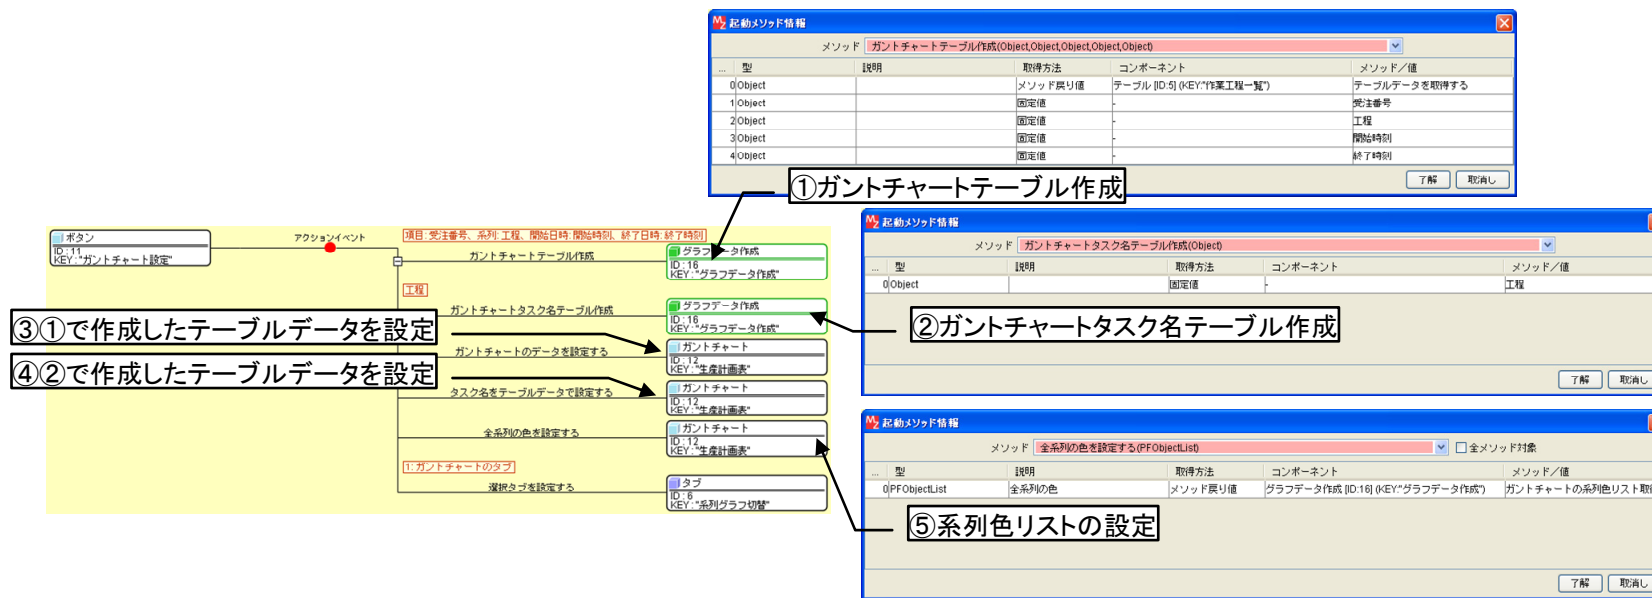 起動メソッド情報
メソッド ガントチャートテーブル作成(Object,Object,Object,Object,Object)
... 型 説明 取得方法 コンポーネント メソッド／値
0 Object メソッド戻り値 テーブル [ID:5] (KEY:"作業工程一覧") テーブルデータを取得する
1 Object 固定値 - 受注番号
2 Object 固定値 - 工程
3 Object 固定値 - 開始時刻
4 Object 固定値 - 終了時刻
了解 取消し
①ガントチャートテーブル作成
ボタン
ID : 11
KEY : "ガントチャート設定"
アクションイベント
項目: 受注番号、系列: 工程、開始日時: 開始時刻、終了日時: 終了時刻
ガントチャートテーブル作成
グラフデータ作成
ID : 16
KEY : "グラフデータ作成"
工程
ガントチャートタスク名テーブル作成
グラフデータ作成
ID : 16
KEY : "グラフデータ作成"
③①で作成したテーブルデータを設定
ガントチャートのデータを設定する
ガントチャート
ID : 12
KEY : "生産計画表"
④②で作成したテーブルデータを設定
タスク名をテーブルデータで設定する
ガントチャート
ID : 12
KEY : "生産計画表"
全系列の色を設定する
ガントチャート
ID : 12
KEY : "生産計画表"
1: ガントチャートのタブ
選択タブを設定する
タブ
ID : 6
KEY : "系列グラフ切替"
起動メソッド情報
メソッド ガントチャートタスク名テーブル作成(Object)
... 型 説明 取得方法 コンポーネント メソッド／値
0 Object 固定値 - 工程
②ガントチャートタスク名テーブル作成
了解 取消し
起動メソッド情報
メソッド 全系列の色を設定する(PFObjectList) 全メソッド対象
... 型 説明 取得方法 コンポーネント メソッド／値
0 PFObjectList 全系列の色 メソッド戻り値 グラフデータ作成 [ID:16] (KEY:"グラフデータ作成") ガントチャートの系列色リスト取
⑤系列色リストの設定
了解 取消し